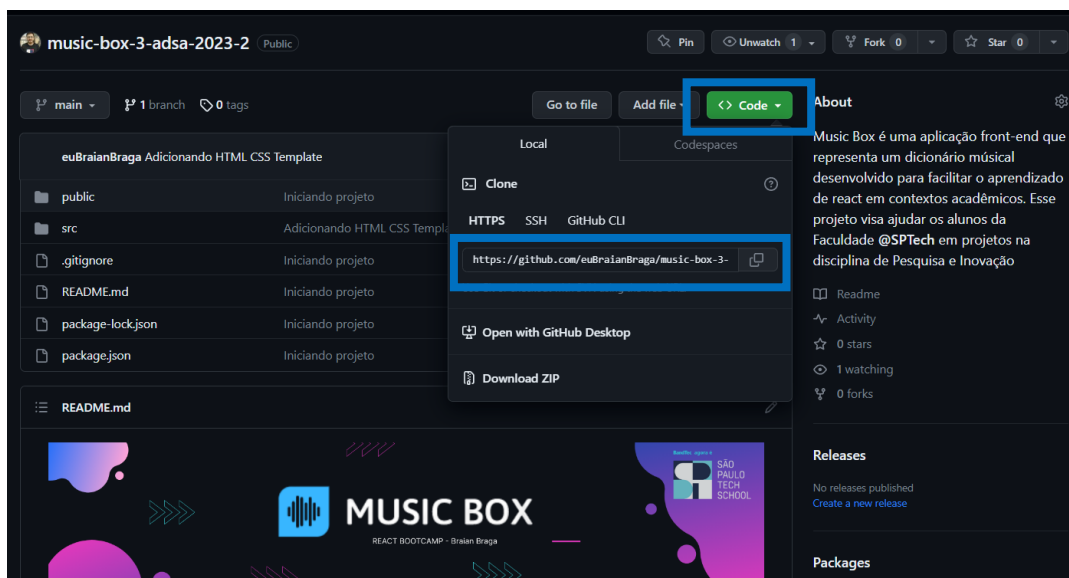 music-box-3-adsa-2023-2 Public
Pin
Unwatch 1
Fork 0
Star 0
main
1 branch
0 tags
Go to file
Add file
<> Code
euBraianBraga Adicionando HTML CSS Template
public Iniciando projeto
src Adicionando HTML CSS
.gitignore Iniciando projeto
README.md Iniciando projeto
package-lock.json Iniciando projeto
package.json Iniciando projeto
Local
Codespaces
Clone
HTTPS SSH GitHub CLI
https://github.com/euBraianBraga/music-box-3-
Open with GitHub Desktop
Download ZIP
README.md
MUSIC BOX
REACT BOOTCAMP - Braian Braga
SÃO
PAULO
TECH
SCHOOL
About
Music Box é uma aplicação front-end que
representa um dicionário músical
desenvolvido para facilitar o aprendizado
de react em contextos acadêmicos. Esse
projeto visa ajudar os alunos da
Faculdade @SPTech em projetos na
disciplina de Pesquisa e Inovação
Readme
Activity
0 stars
1 watching
0 forks
Releases
No releases published
Create a new release
Packages